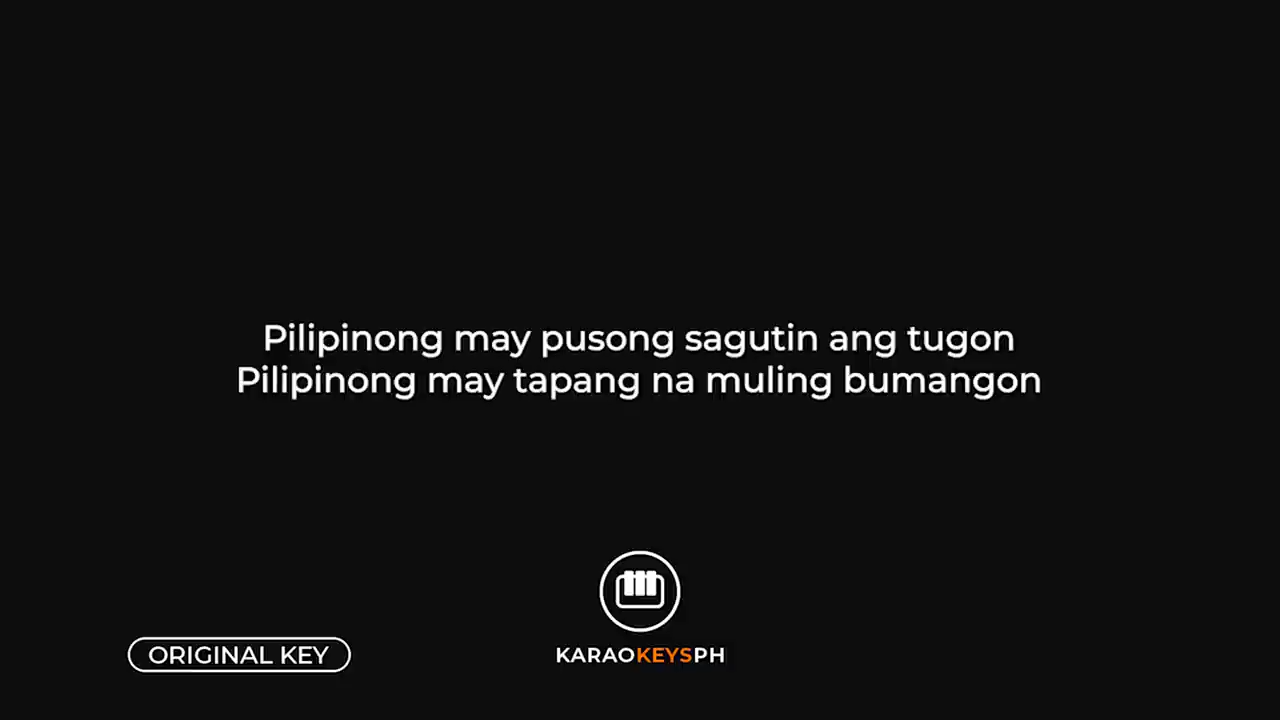 Pilipinong may pusong sagutin ang tugon
Pilipinong may tapang na muling bumangon
ORIGINAL KEY
KARAOKEYSPH